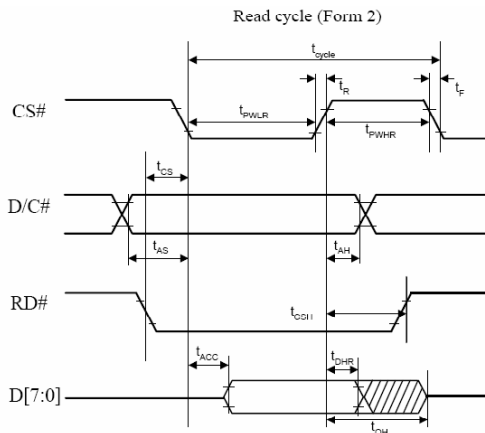 Read cycle (Form 2)
tcycle
tR
tF
CS#
tPWLR
tPWHR
tCS
D/C#
tAS
tAH
RD#
tCSH
tACC
tDHR
D[7:0]
tOH